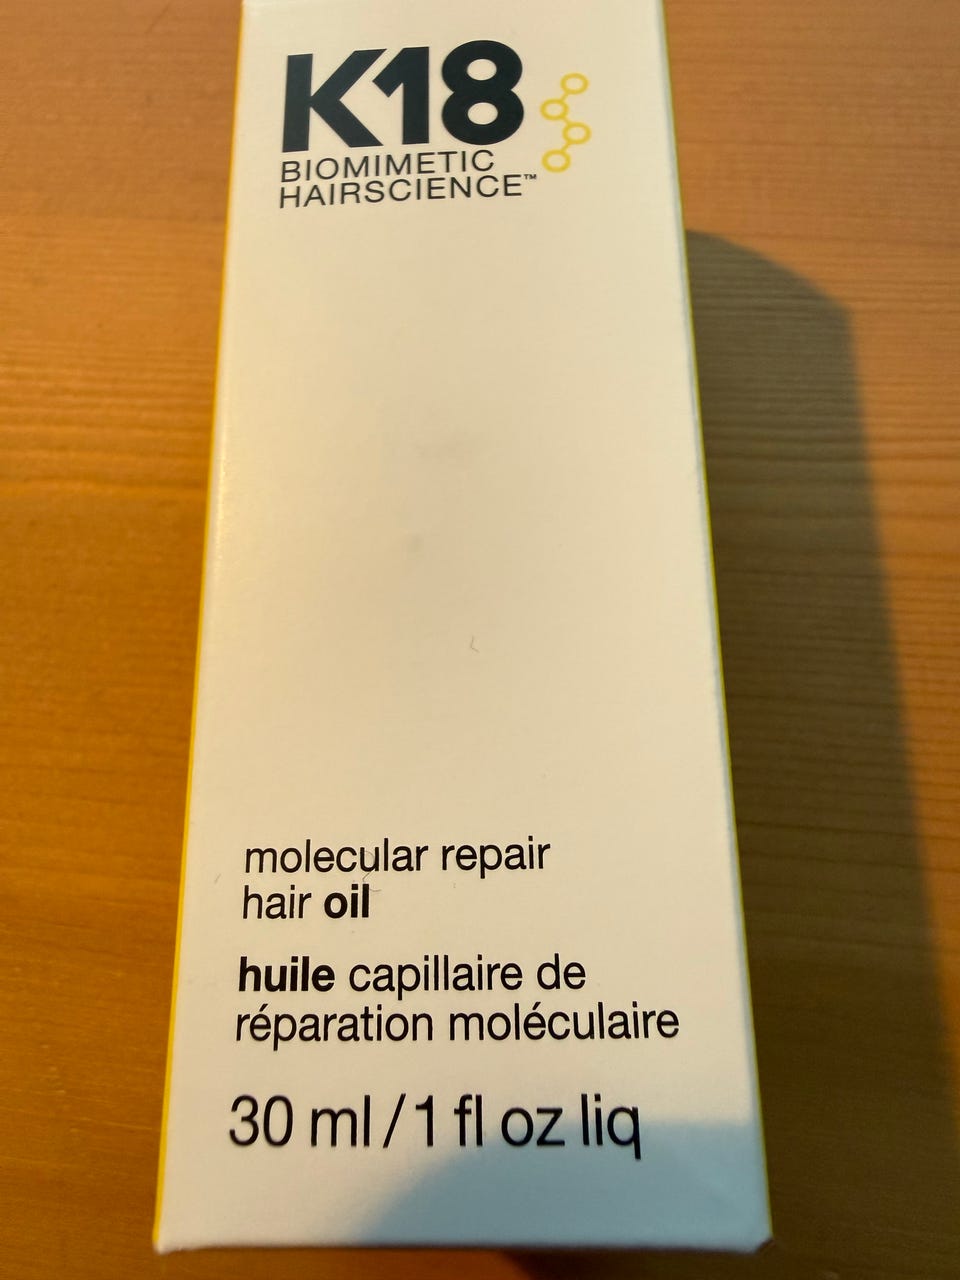 K18
BIOMIMETIC
HAIRSCIENCE™
molecular repair
hair oil
huile capillaire de
réparation moléculaire
30 ml / 1 fl oz liq